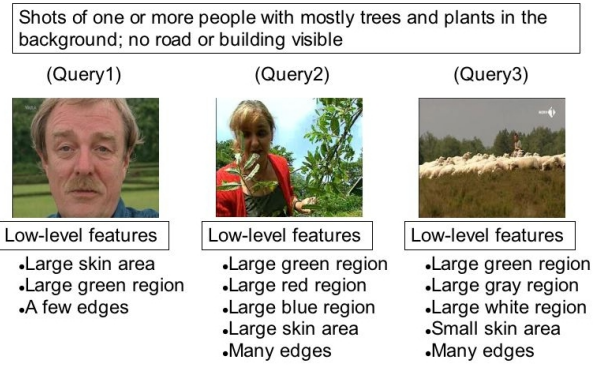 Shots of one or more people with mostly trees and plants in the
background; no road or building visible
(Query1)
(Query2)
(Query3)
Low-level features
•Large skin area
•Large green region
•A few edges
Low-level features
•Large green region
•Large red region
•Large blue region
•Large skin area
•Many edges
Low-level features
•Large green region
•Large gray region
•Large white region
•Small skin area
•Many edges